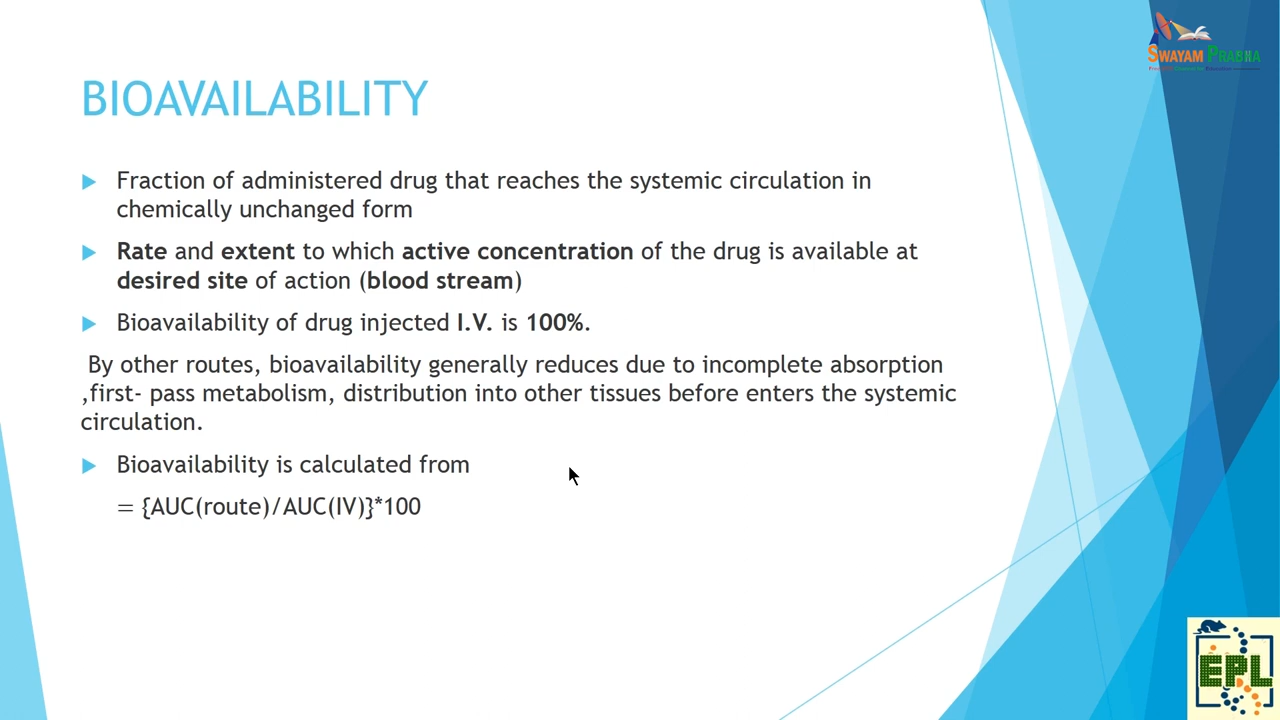 SWAYAM PRABHA
BIOAVAILABILITY
Fraction of administered drug that reaches the systemic circulation in
chemically unchanged form
Rate and extent to which active concentration of the drug is available at
desired site of action (blood stream)
Bioavailability of drug injected I.V. is 100%.
By other routes, bioavailability generally reduces due to incomplete absorption
,first- pass metabolism, distribution into other tissues before enters the systemic
circulation.
Bioavailability is calculated from
= {AUC(route)/AUC(IV)}*100
EPL